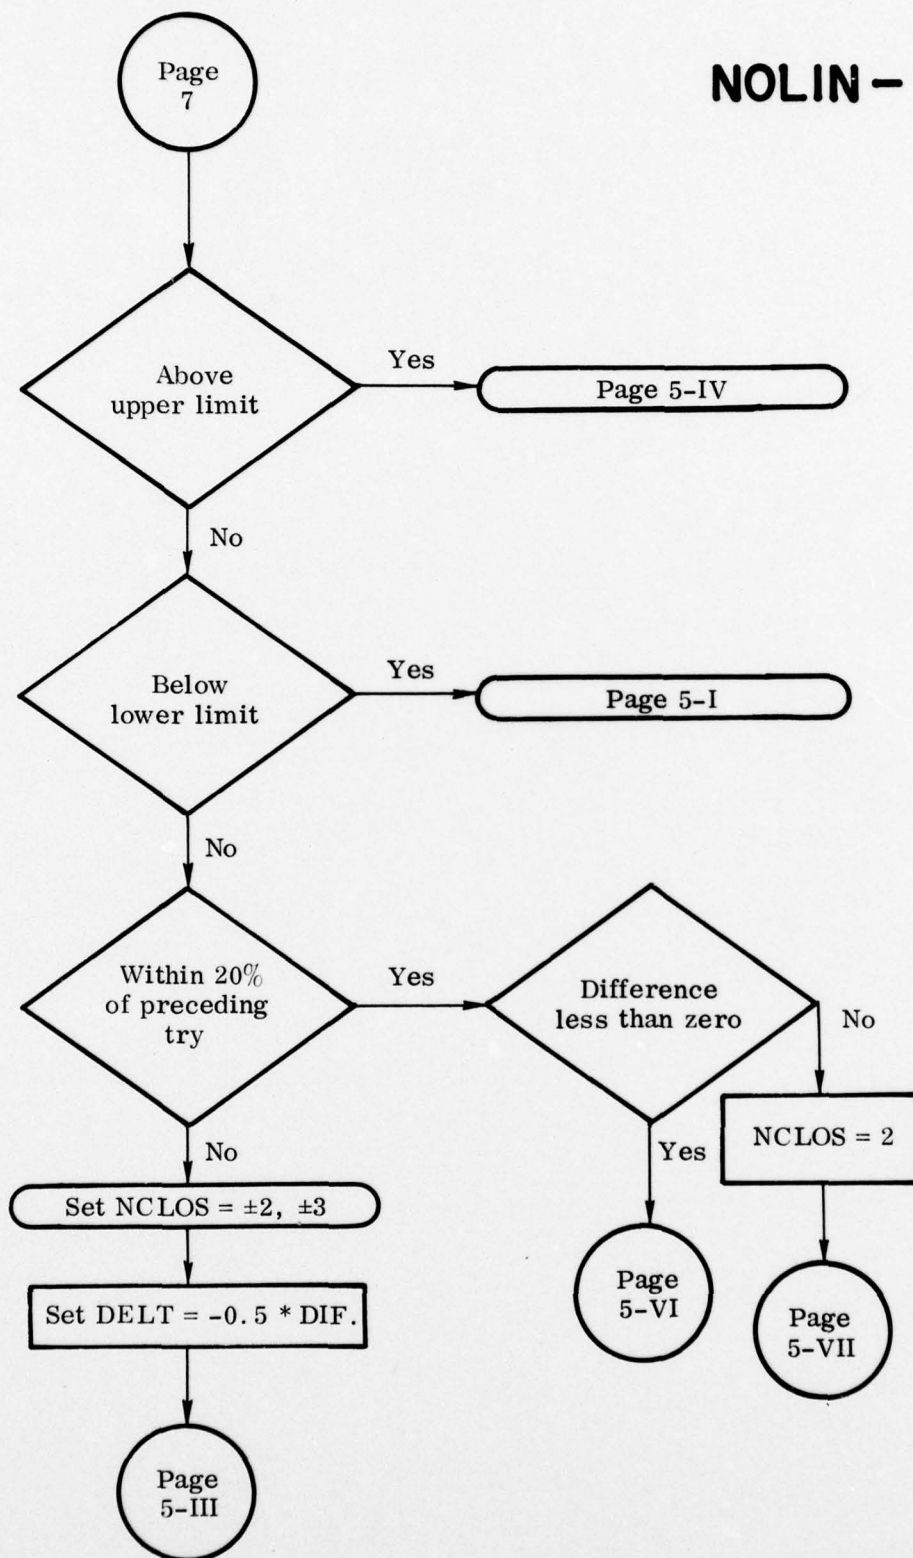 Page
7
NOLIN –
Above
upper limit
Yes
Page 5-IV
No
Below
lower limit
Yes
Page 5-I
No
Within 20%
of preceding
try
Yes
Difference
less than zero
No
NCLOS = 2
Yes
No
Set NCLOS = ±2, ±3
Set DELT = -0.5 * DIF.
Page
5-VI
Page
5-VII
Page
5-III